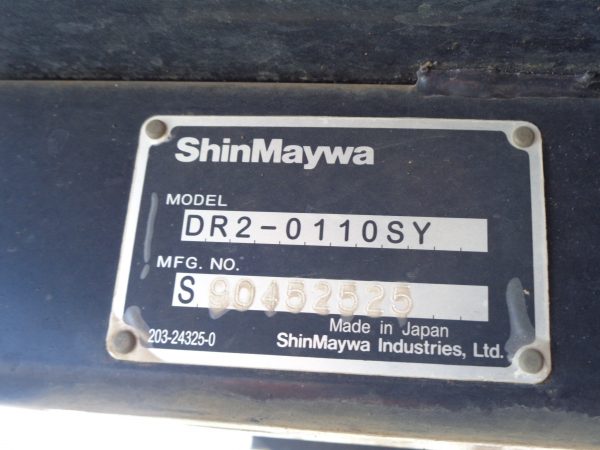 ShinMaywa
MODEL
DR2-0110SY
MFG. NO.
S 90452525
Made in Japan
203-24325-0 ShinMaywa Industries, Ltd.